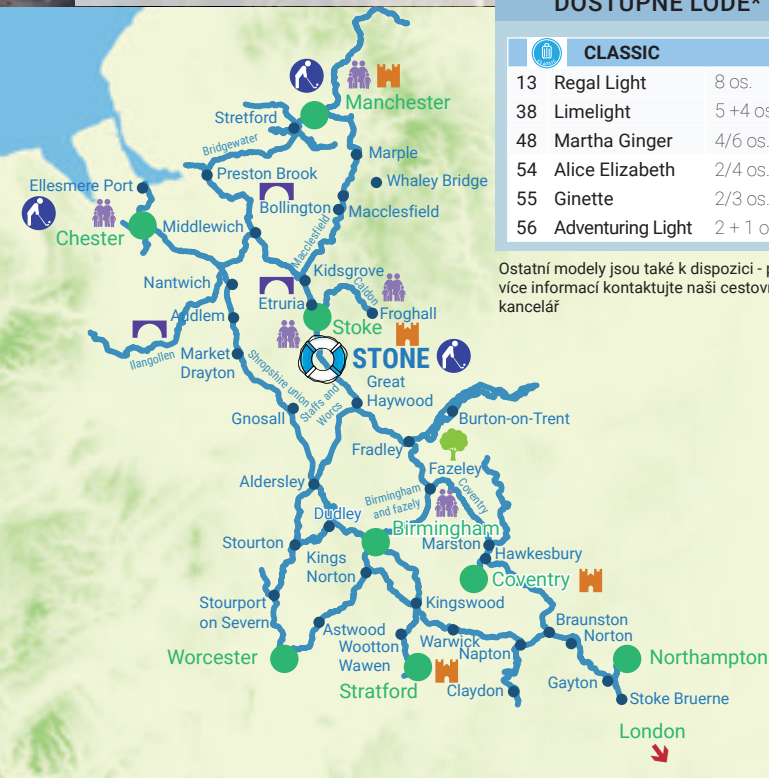 DOSTUPNÉ LODĚ*
CLASSIC
13 Regal Light 8 os.
38 Limelight 5 +4 os.
48 Martha Ginger 4/6 os.
54 Alice Elizabeth 2/4 os.
55 Ginette 2/3 os.
56 Adventuring Light 2 + 1
Ostatní modely jsou také k dispozici -
více informací kontaktujte naši cestovní
kancelář
Manchester
Stretford
Bridgewater
Marple
Preston Brook
Whaley Bridge
Ellesmere Port
Bollington
Macclesfield
Chester
Middlewich
Macclesfield
Kidsgrove
Nantwich
Caldon
Etruria
Froghall
Audlem
Stoke
llangollen
Market
Drayton
STONE
Shropshire union
Staffs and
Worcs
Great
Haywood
Gnosall
Burton-on-Trent
Fradley
Fazeley
Aldersley
Birmingham
and fazely
Coventry
Dudley
Birmingham
Stourton
Marston
Hawkesbury
Kings
Norton
Coventry
Stourport
on Severn
Kingswood
Astwood
Braunston
Norton
Wootton
Wawen
Warwick
Napton
Worcester
Northampton
Stratford
Claydon
Gayton
Stoke Bruerne
London